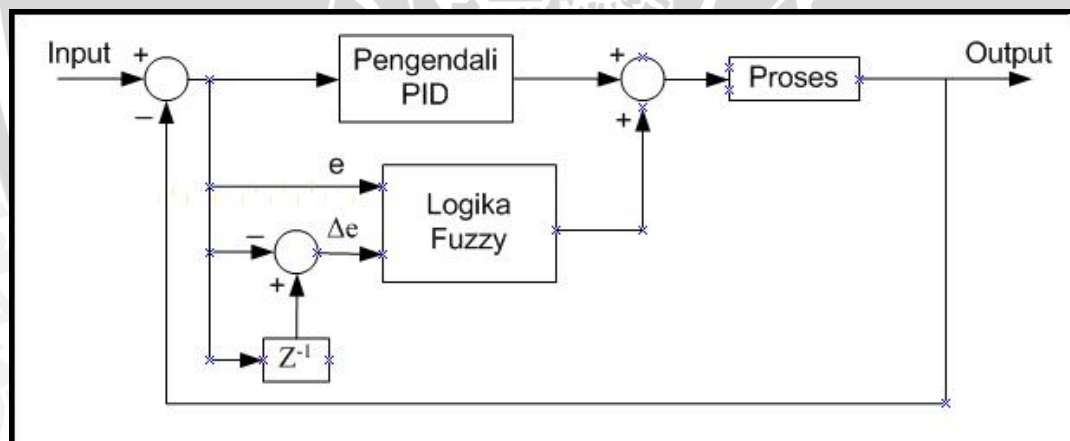 Input
+
−
Pengendali
PID
+
+
Proses
Output
e
Logika
Fuzzy
−
Δe
+
Z⁻¹